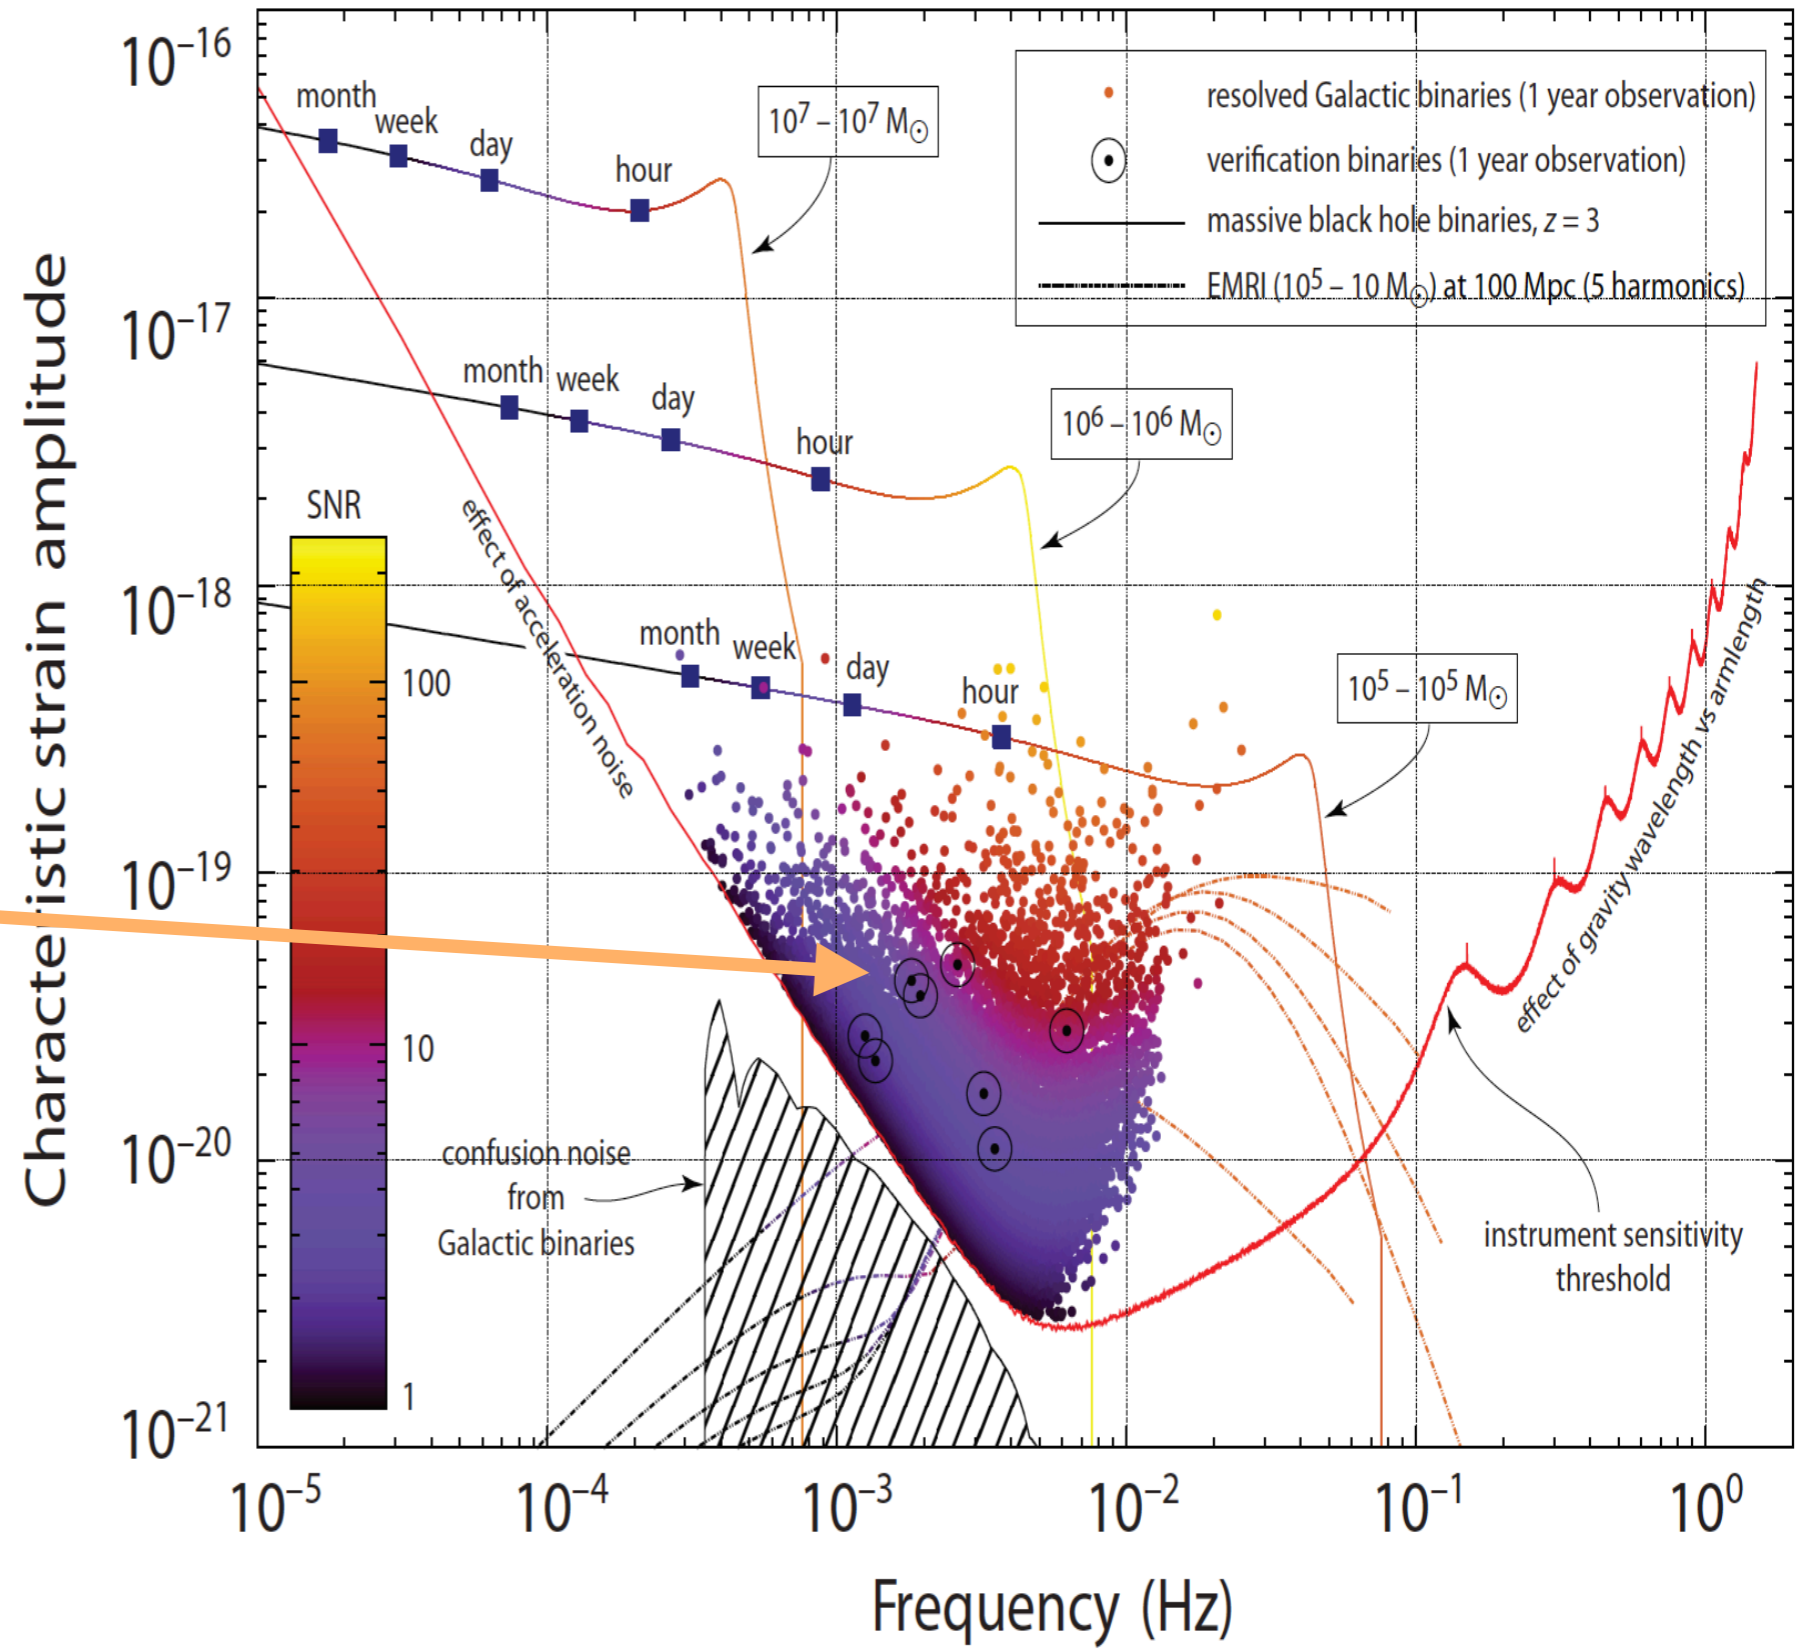 10⁻¹⁶
10⁻¹⁷
10⁻¹⁸
10⁻¹⁹
10⁻²⁰
10⁻²¹
Characteristic strain amplitude
month
week
day
hour
10⁷ – 10⁷ M⊙
resolved Galactic binaries (1 year observation)
verification binaries (1 year observation)
massive black hole binaries, z = 3
EMRI (10⁵ – 10 M⊙) at 100 Mpc (5 harmonics)
month
week
day
hour
10⁶ – 10⁶ M⊙
SNR
100
10
1
effect of acceleration noise
month
week
day
hour
10⁵ – 10⁵ M⊙
effect of gravity wavelength vs armlength
confusion noise
from
Galactic binaries
instrument sensitivity
threshold
10⁻⁵
10⁻⁴
10⁻³
10⁻²
10⁻¹
10⁰
Frequency (Hz)